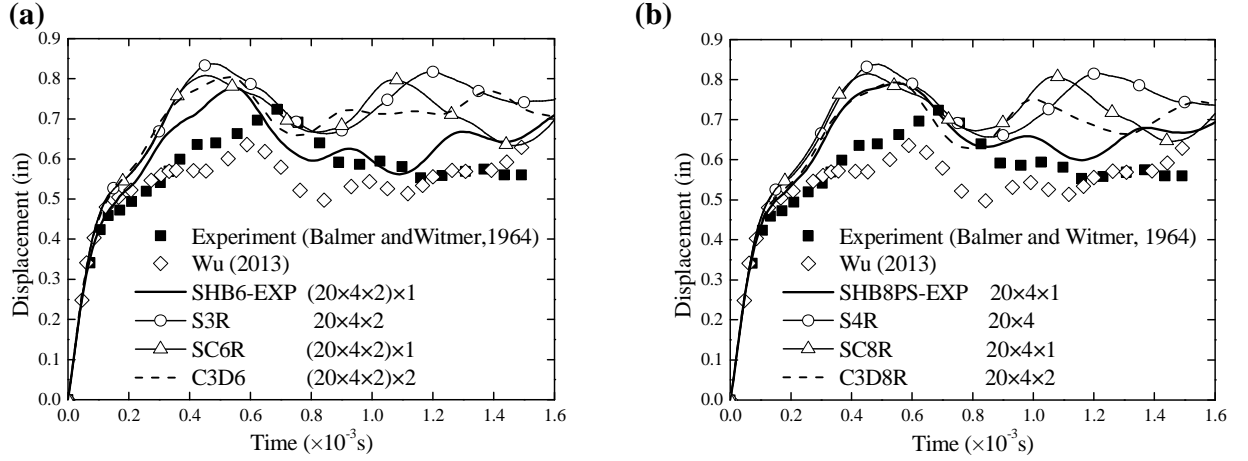 (a)
Displacement (in)
0.9
0.8
0.7
0.6
0.5
0.4
0.3
0.2
0.1
0.0
Experiment (Balmer andWitmer,1964)
Wu (2013)
SHB6-EXP (20×4×2)×1
S3R 20×4×2
SC6R (20×4×2)×1
C3D6 (20×4×2)×2
0.0 0.2 0.4 0.6 0.8 1.0 1.2 1.4 1.6
Time (×10⁻³s)
(b)
Displacement (in)
0.9
0.8
0.7
0.6
0.5
0.4
0.3
0.2
0.1
0.0
Experiment (Balmer and Witmer, 1964)
Wu (2013)
SHB8PS-EXP 20×4×1
S4R 20×4
SC8R 20×4×1
C3D8R 20×4×2
0.0 0.2 0.4 0.6 0.8 1.0 1.2 1.4 1.6
Time (×10⁻³s)